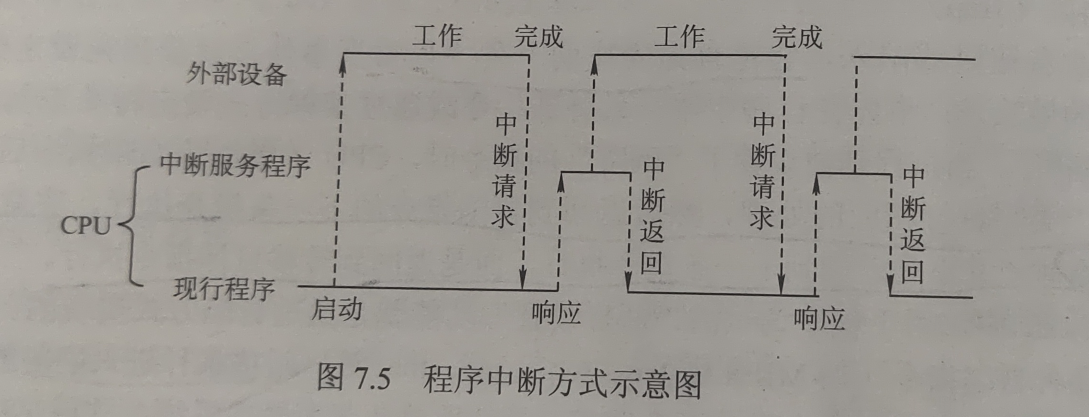 工作 完成 工作 完成
外部设备
中断请求
中断服务程序
中断返回
中断请求
中断返回
CPU
现行程序
启动 响应 响应
图 7.5 程序中断方式示意图